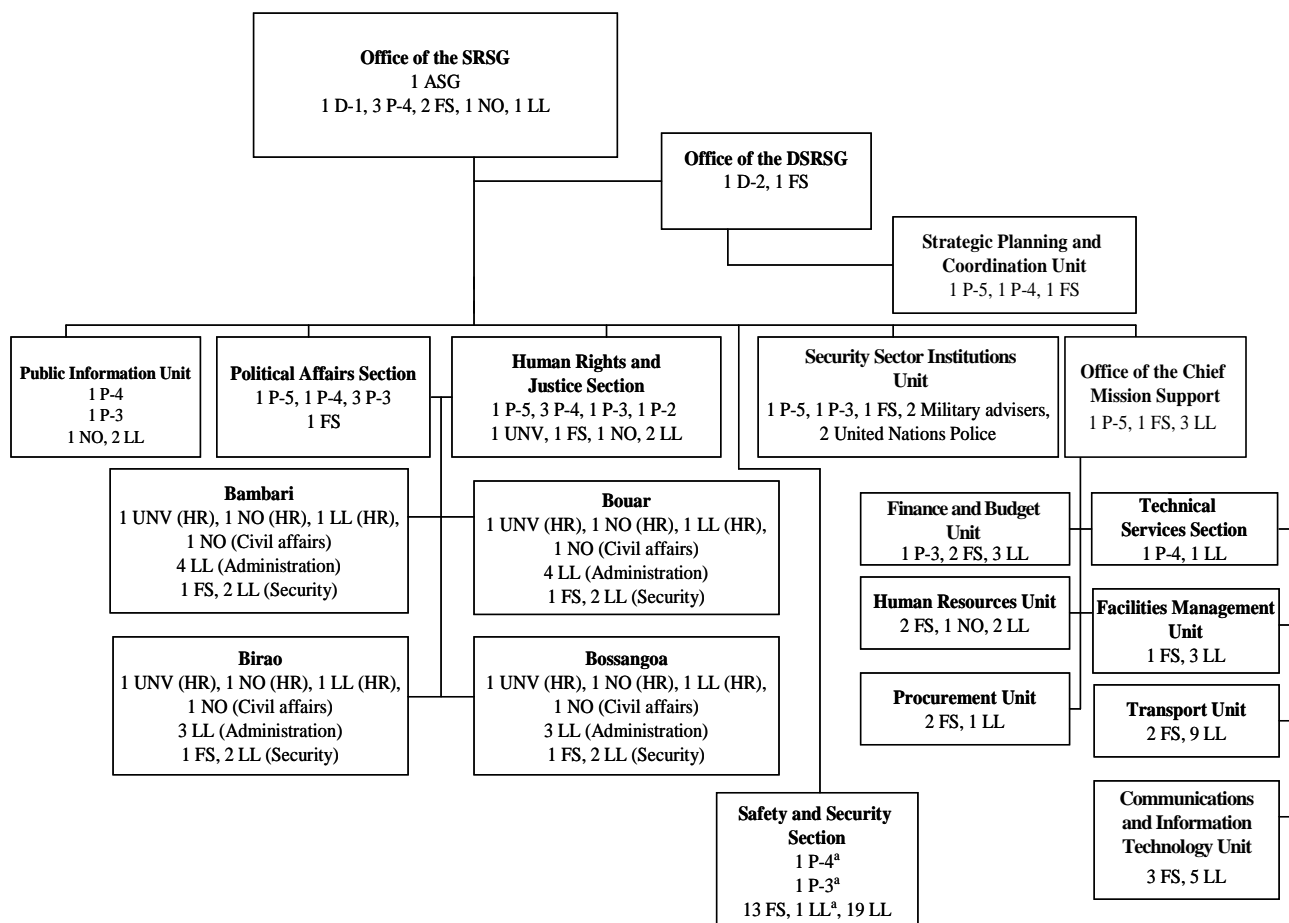 Office of the SRSG
1 ASG
1 D-1, 3 P-4, 2 FS, 1 NO, 1 LL
Office of the DSRSG
1 D-2, 1 FS
Strategic Planning and
Coordination Unit
1 P-5, 1 P-4, 1 FS
Public Information Unit
1 P-4
1 P-3
1 NO, 2 LL
Political Affairs Section
1 P-5, 1 P-4, 3 P-3
1 FS
Human Rights and
Justice Section
1 P-5, 3 P-4, 1 P-3, 1 P-2
1 UNV, 1 FS, 1 NO, 2 LL
Security Sector Institutions
Unit
1 P-5, 1 P-3, 1 FS, 2 Military advisers,
2 United Nations Police
Office of the Chief
Mission Support
1 P-5, 1 FS, 3 LL
Bambari
1 UNV (HR), 1 NO (HR), 1 LL (HR),
1 NO (Civil affairs)
4 LL (Administration)
1 FS, 2 LL (Security)
Bouar
1 UNV (HR), 1 NO (HR), 1 LL (HR),
1 NO (Civil affairs)
4 LL (Administration)
1 FS, 2 LL (Security)
Finance and Budget
Unit
1 P-3, 2 FS, 3 LL
Technical
Services Section
1 P-4, 1 LL
Human Resources Unit
2 FS, 1 NO, 2 LL
Facilities Management
Unit
1 FS, 3 LL
Birao
1 UNV (HR), 1 NO (HR), 1 LL (HR),
1 NO (Civil affairs)
3 LL (Administration)
1 FS, 2 LL (Security)
Bossangoa
1 UNV (HR), 1 NO (HR), 1 LL (HR),
1 NO (Civil affairs)
3 LL (Administration)
1 FS, 2 LL (Security)
Procurement Unit
2 FS, 1 LL
Transport Unit
2 FS, 9 LL
Safety and Security
Section
1 P-4ᵃ
1 P-3ᵃ
13 FS, 1 LLᵃ, 19 LL
Communications
and Information
Technology Unit
3 FS, 5 LL